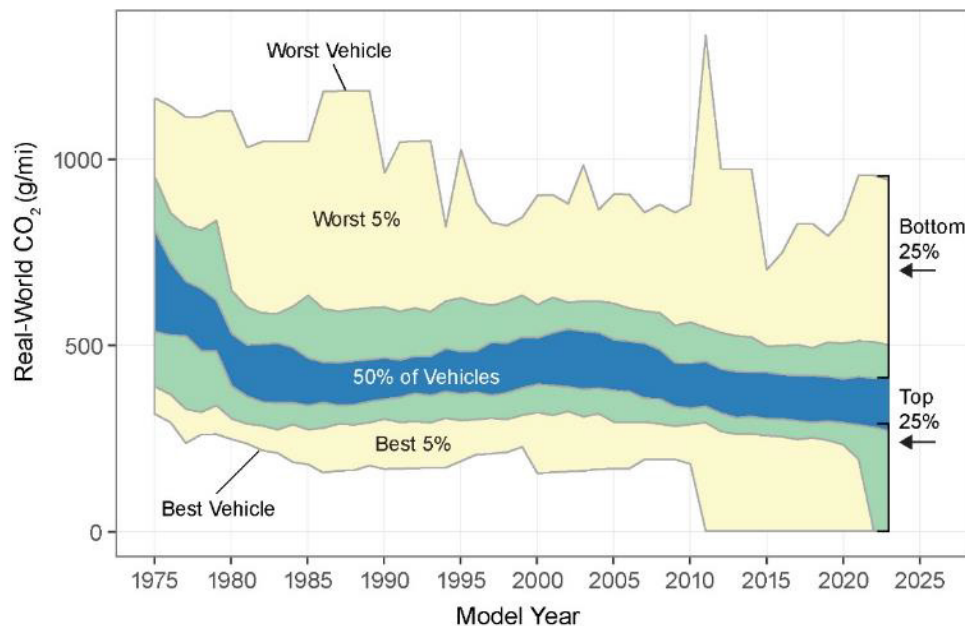 Worst Vehicle
1000
Worst 5%
Bottom
25%
Real-World CO₂ (g/mi)
500
50% of Vehicles
Top
25%
Best 5%
Best Vehicle
0
1975 1980 1985 1990 1995 2000 2005 2010 2015 2020 2025
Model Year